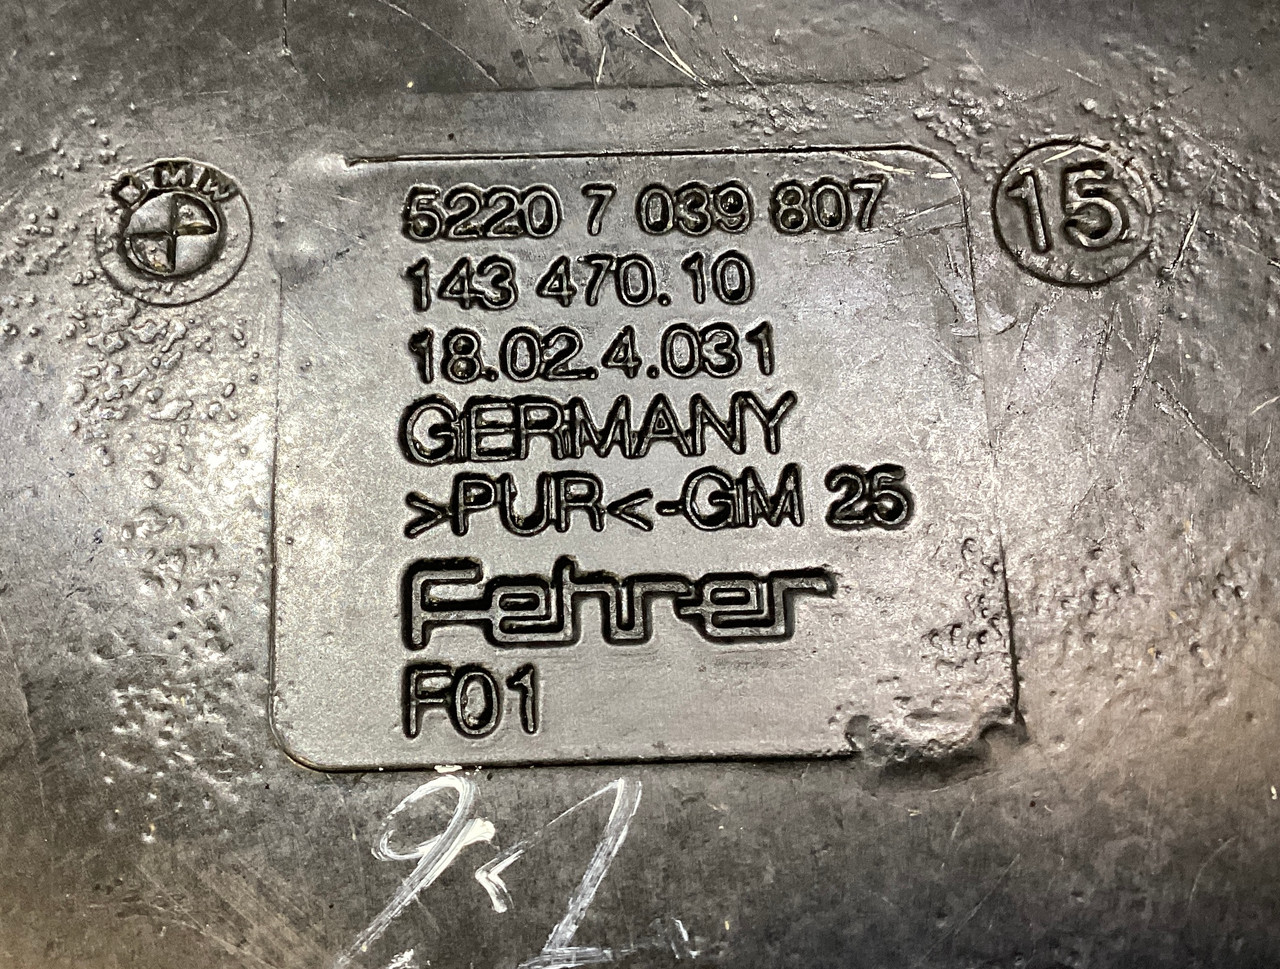 BMW
15
5220 7 039 807
143 470.10
18.02.4.031
GERMANY
>PUR<-GM 25
Fehrer
F01